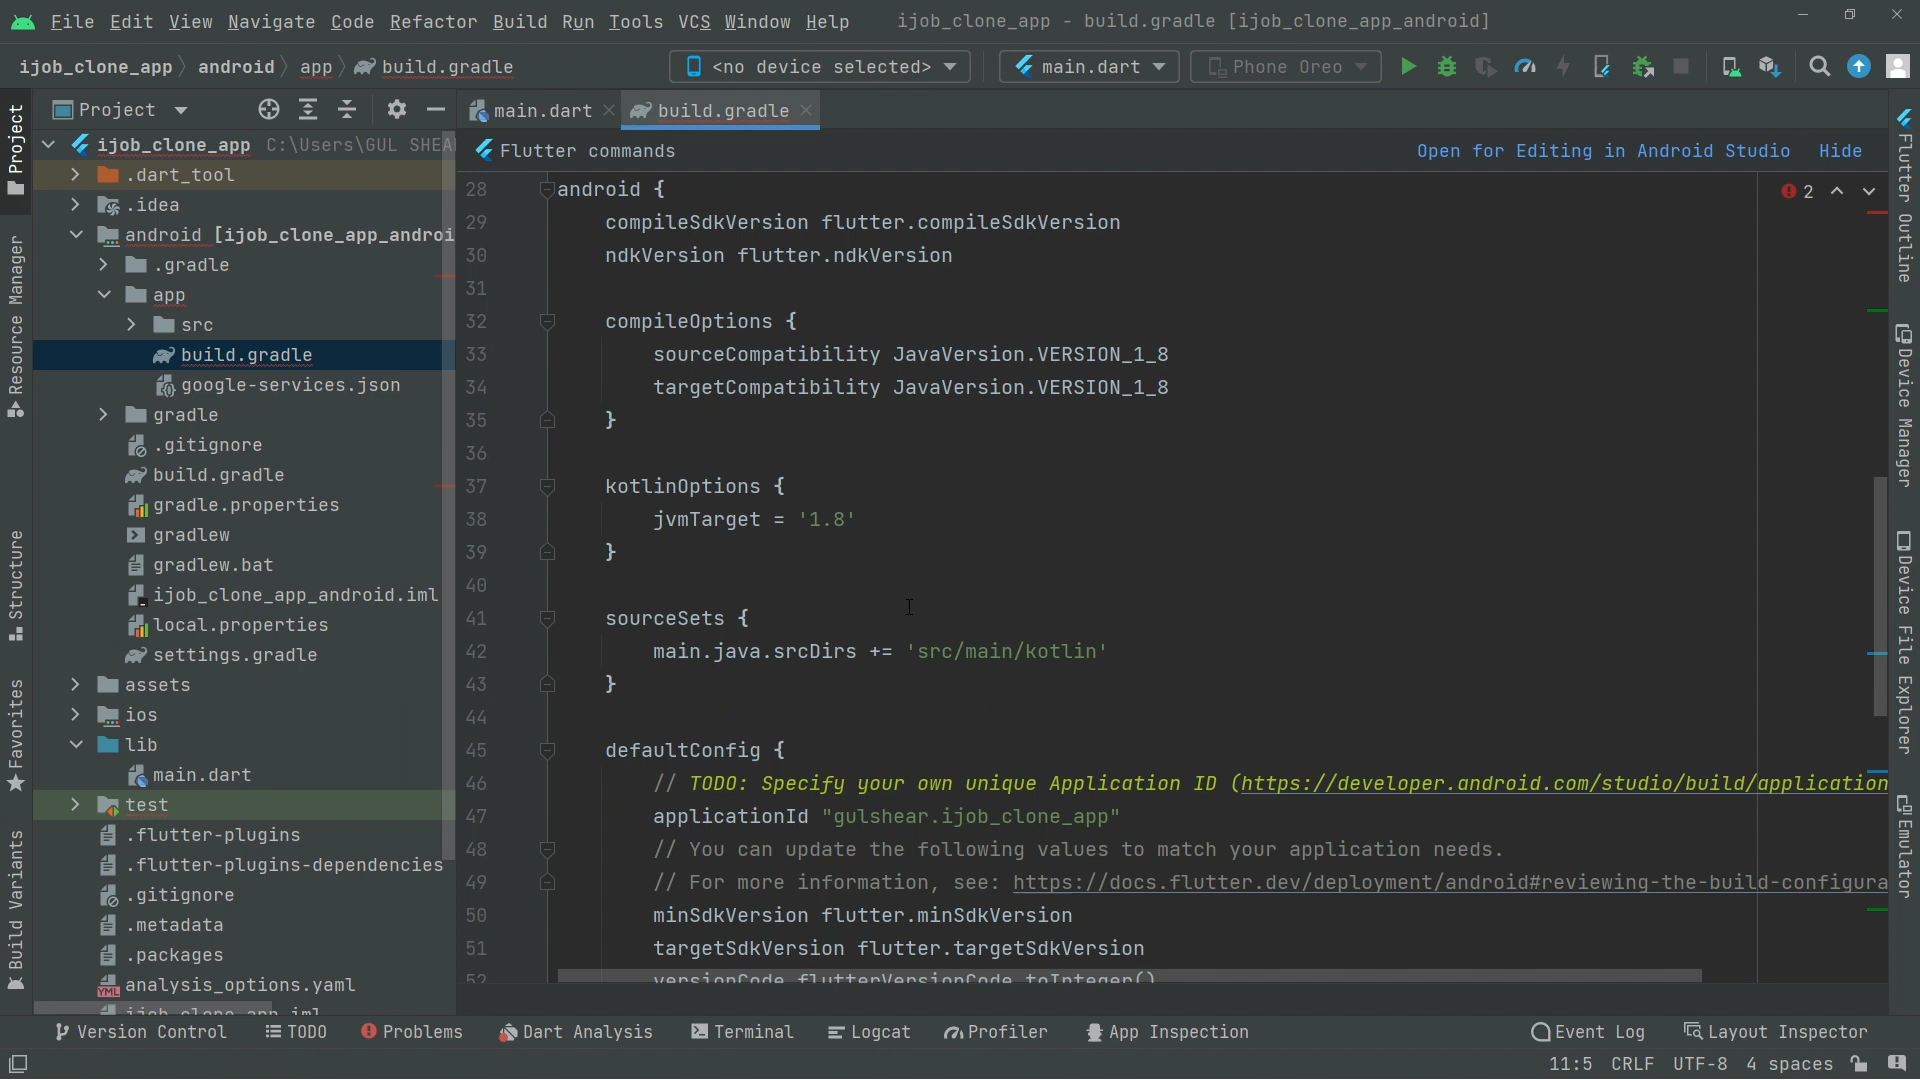 File Edit View Navigate Code Refactor Build Run Tools VCS Window Help
ijob_clone_app - build.gradle [ijob_clone_app_android]
ijob_clone_app android app build.gradle
<no device selected>
main.dart
Phone Oreo
Project
main.dart
build.gradle
Flutter commands
Open for Editing in Android Studio
Hide
ijob_clone_app C:\Users\GUL SHEA
.dart_tool
.idea
android [ijob_clone_app_androi
.gradle
app
src
build.gradle
google-services.json
gradle
.gitignore
build.gradle
gradle.properties
gradlew
gradlew.bat
ijob_clone_app_android.iml
local.properties
settings.gradle
assets
ios
lib
main.dart
test
.flutter-plugins
.flutter-plugins-dependencies
.gitignore
.metadata
.packages
analysis_options.yaml
ijob_clone_app.iml
28 android {
29 compileSdkVersion flutter.compileSdkVersion
30 ndkVersion flutter.ndkVersion
31
32 compileOptions {
33 sourceCompatibility JavaVersion.VERSION_1_8
34 targetCompatibility JavaVersion.VERSION_1_8
35 }
36
37 kotlinOptions {
38 jvmTarget = '1.8'
39 }
40
41 sourceSets {
42 main.java.srcDirs += 'src/main/kotlin'
43 }
44
45 defaultConfig {
46 // TODO: Specify your own unique Application ID (https://developer.android.com/studio/build/application
47 applicationId "gulshear.ijob_clone_app"
48 // You can update the following values to match your application needs.
49 // For more information, see: https://docs.flutter.dev/deployment/android#reviewing-the-build-configura
50 minSdkVersion flutter.minSdkVersion
51 targetSdkVersion flutter.targetSdkVersion
52 versionCode flutterVersionCode.toInteger()
2
Project
Resource Manager
Structure
Favorites
Build Variants
Flutter Outline
Device Manager
Device File Explorer
Emulator
Version Control
TODO
Problems
Dart Analysis
Terminal
Logcat
Profiler
App Inspection
Event Log
Layout Inspector
11:5 CRLF UTF-8 4 spaces